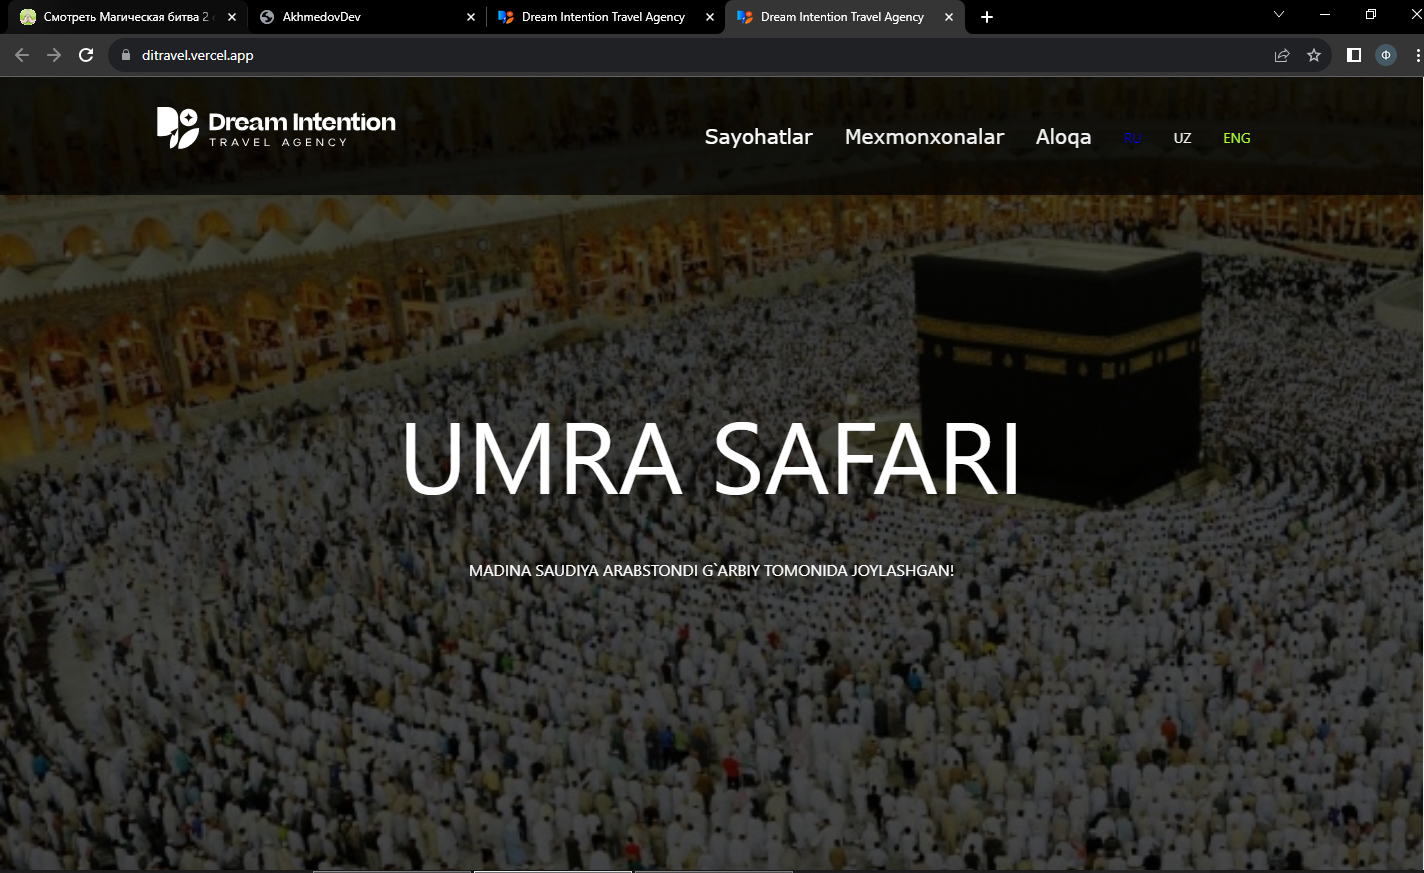 Смотреть Магическая битва 2
AkhmedovDev
Dream Intention Travel Agency
Dream Intention Travel Agency
ditravel.vercel.app
Ф
Dream Intention
TRAVEL AGENCY
Sayohatlar
Mexmonxonalar
Aloqa
RU
UZ
ENG
UMRA SAFARI
MADINA SAUDIYA ARABSTONDI G`ARBIY TOMONIDA JOYLASHGAN!